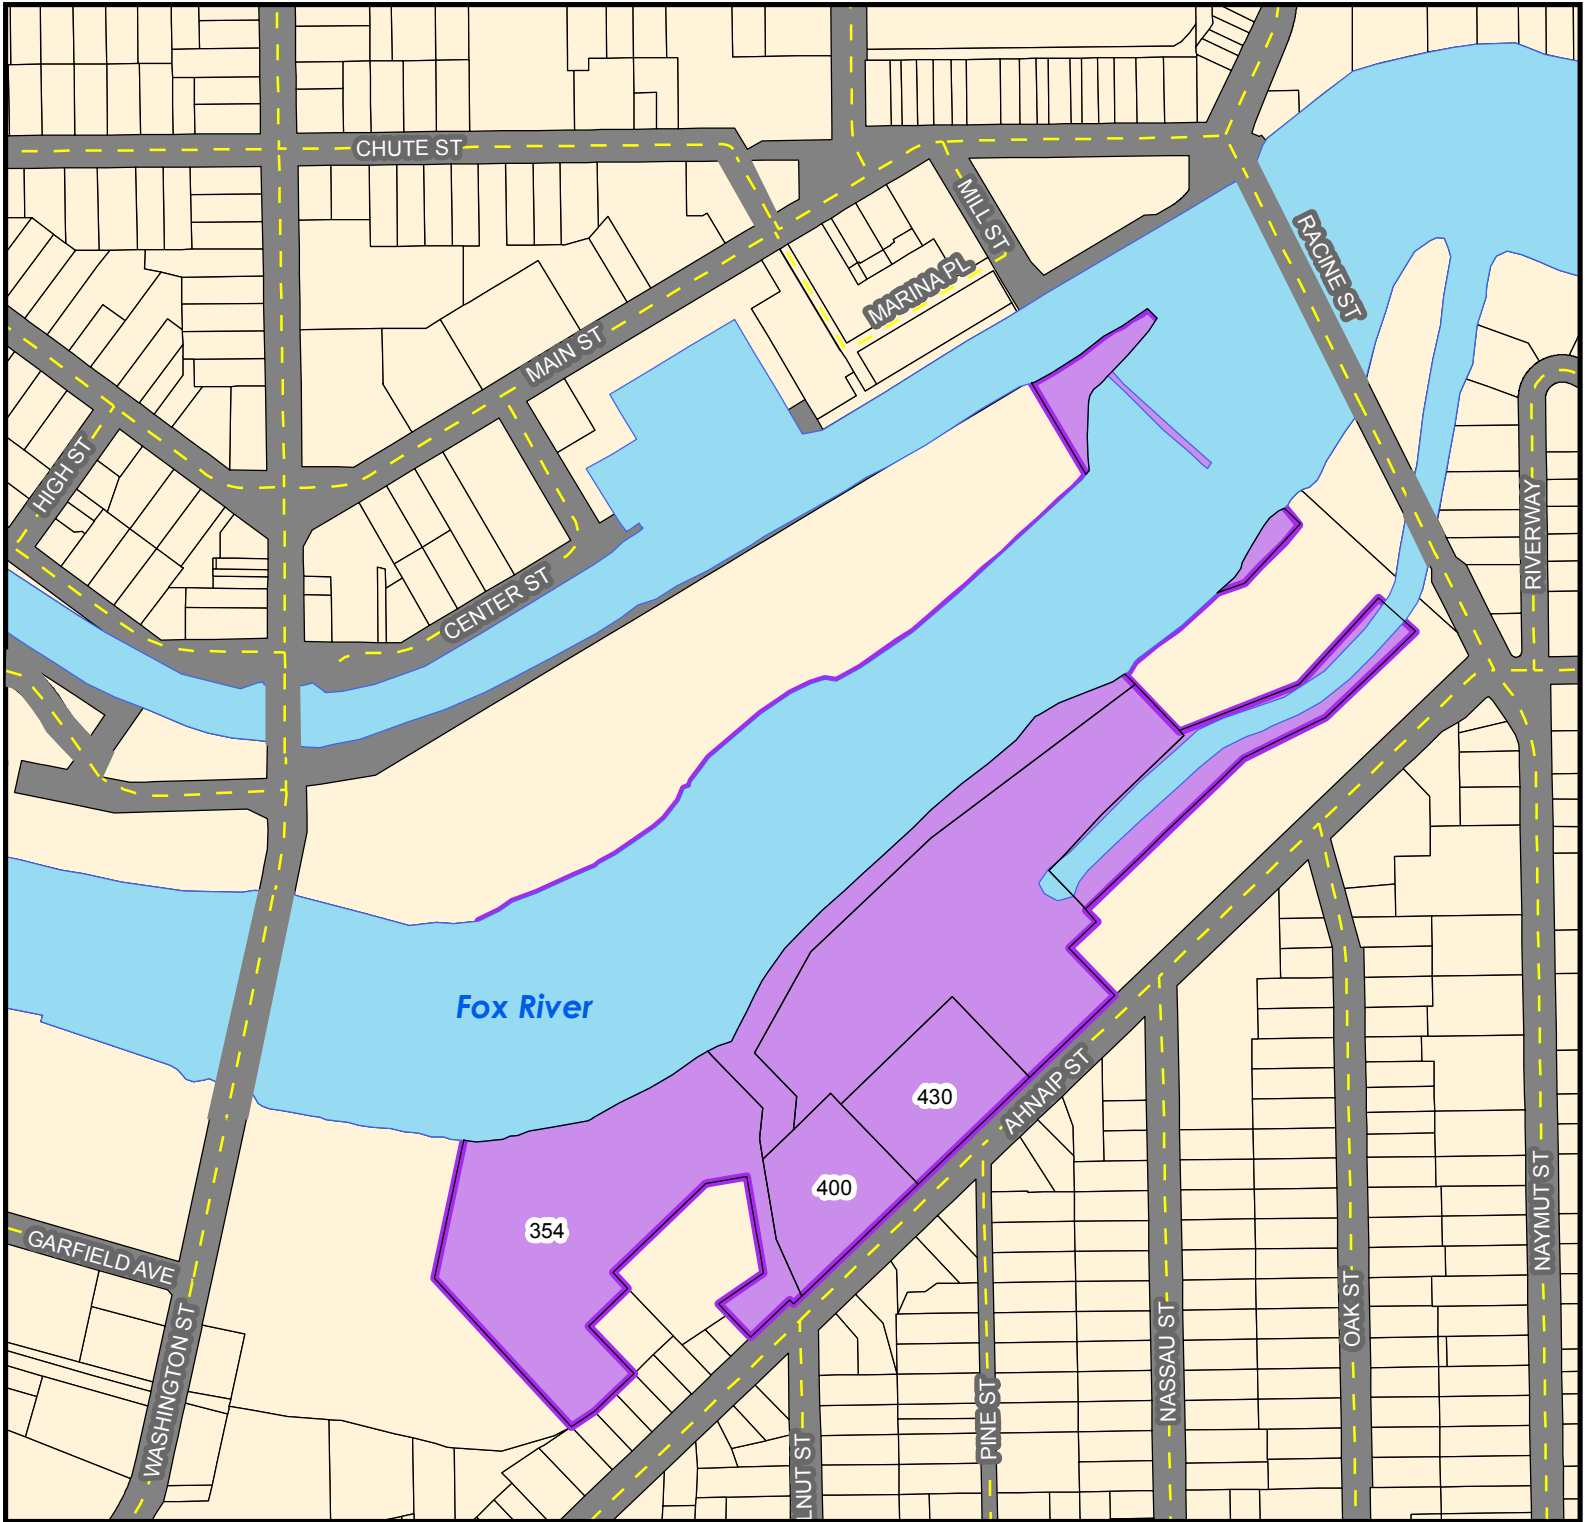 CHUTE ST
MILL ST
RACINE ST
MARINA PL
MAIN ST
HIGH ST
RIVERWAY
CENTER ST
Fox River
430
AHNAIP ST
400
354
NAYMUT ST
GARFIELD AVE
OAK ST
NASSAU ST
WASHINGTON ST
PINE ST
LNUT ST